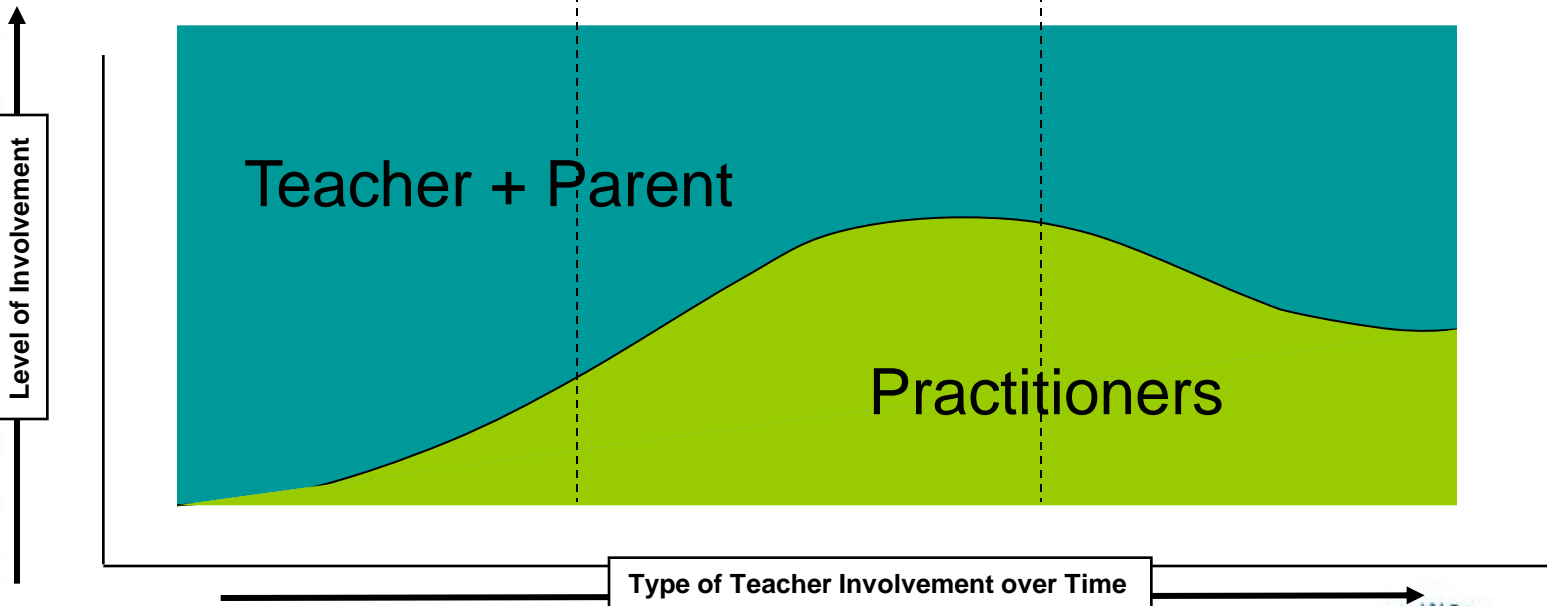 Level of Involvement
Teacher + Parent
Practitioners
Type of Teacher Involvement over Time